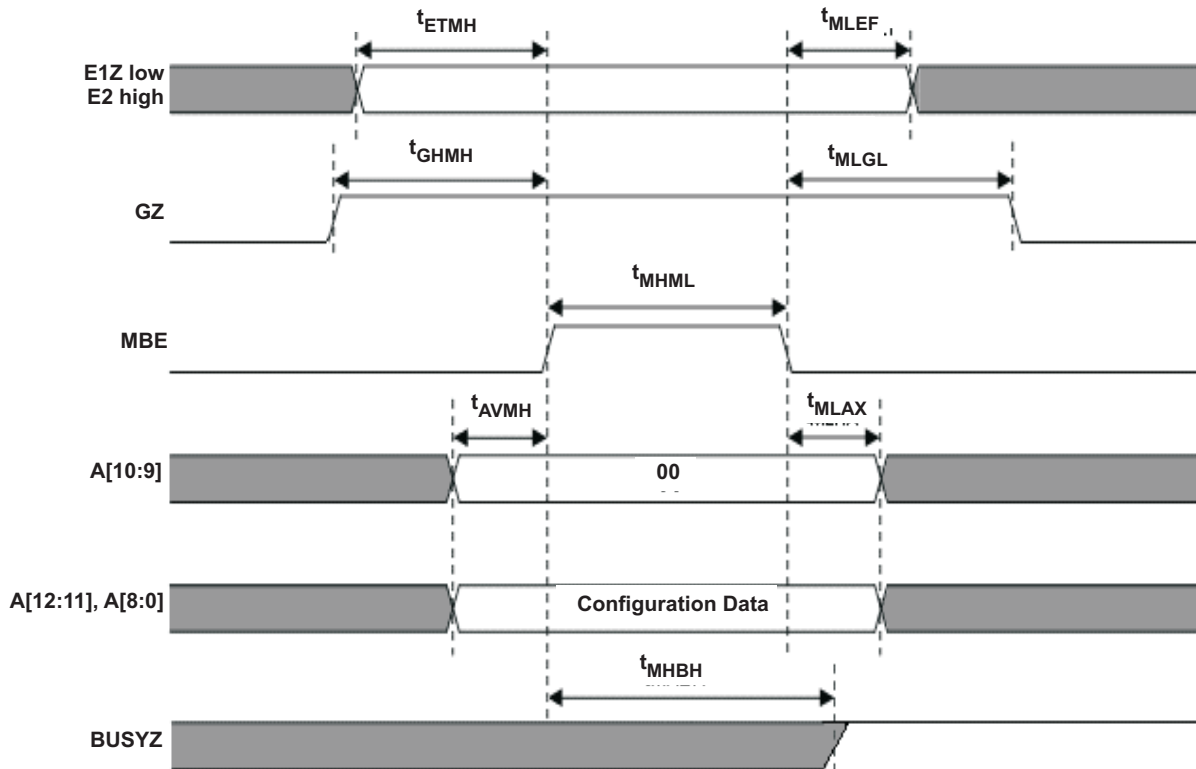 tETMH
tMLEF
E1Z low
E2 high
tGHMH
tMLGL
GZ
tMHML
MBE
tAVMH
tMLAX
A[10:9]
00
A[12:11], A[8:0]
Configuration Data
tMHBH
BUSYZ